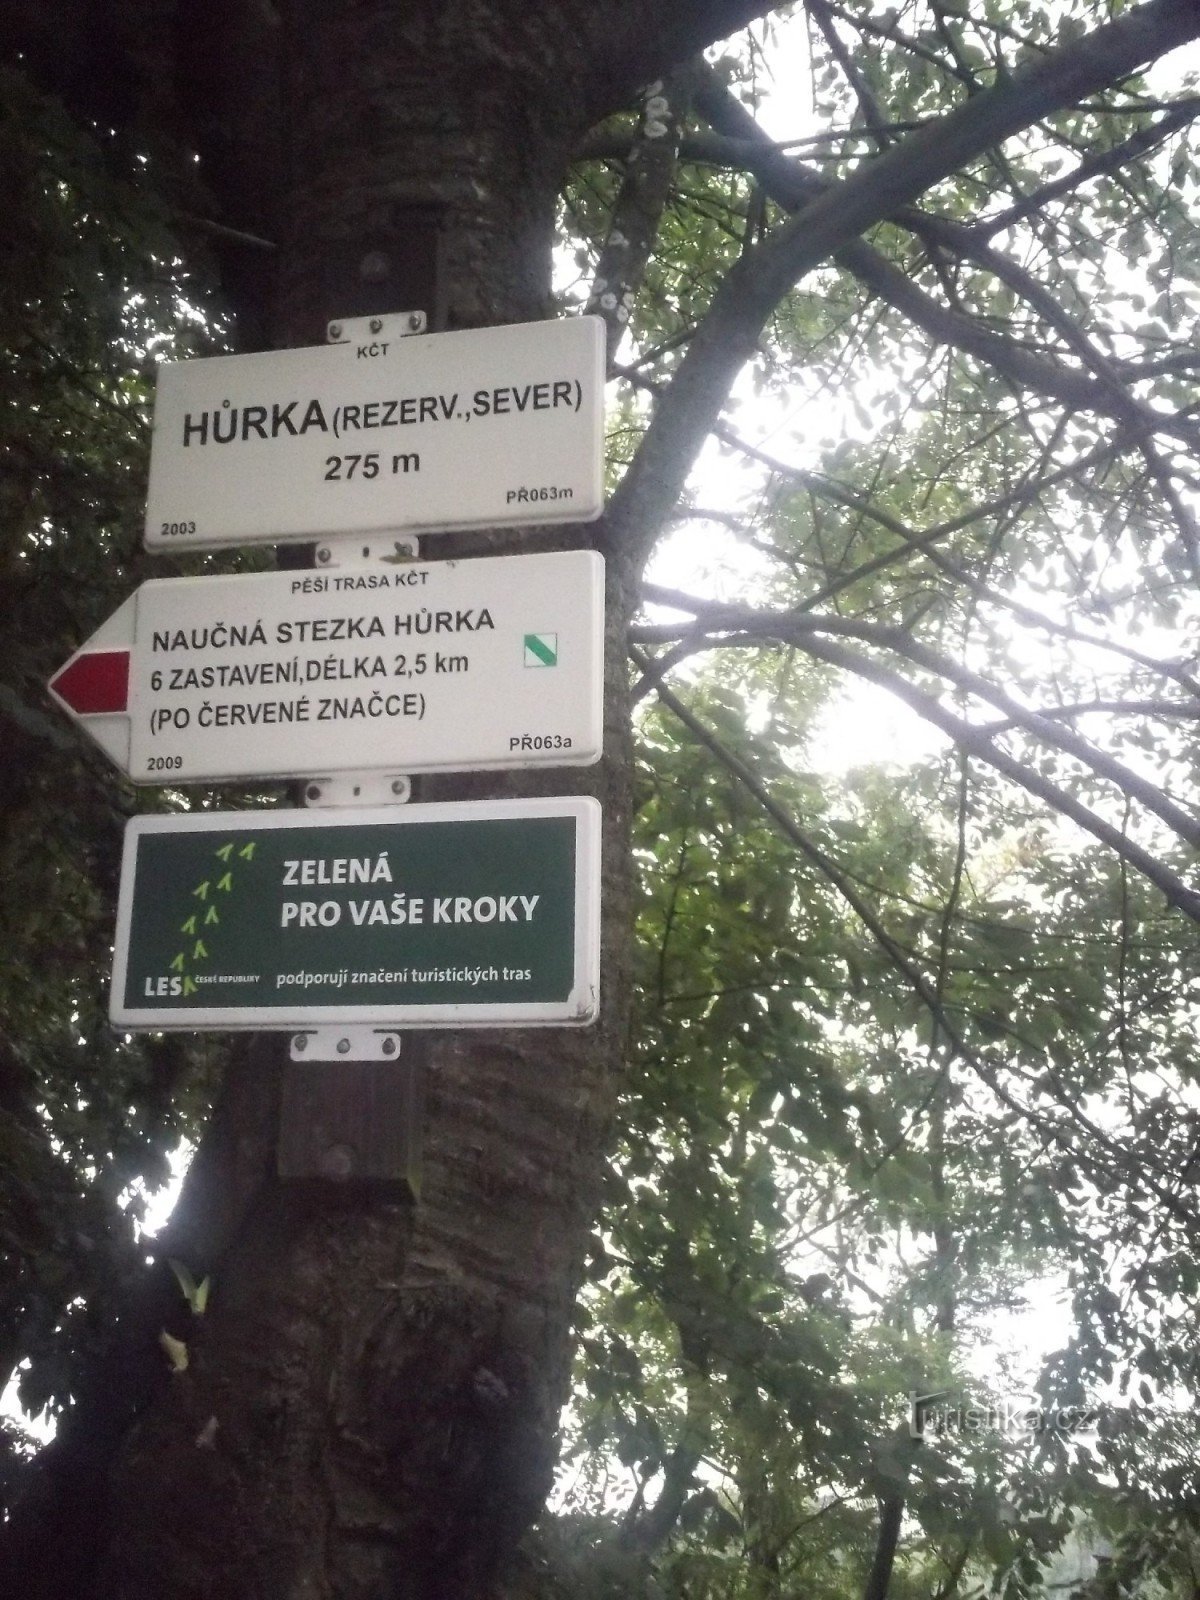 KČT
HŮRKA(REZERV.,SEVER)
275 m
PŘ063m
2003
PĚŠÍ TRASA KČT
NAUČNÁ STEZKA HŮRKA
6 ZASTAVENÍ,DÉLKA 2,5 km
(PO ČERVENÉ ZNAČCE)
PŘ063a
2009
ZELENÁ
PRO VAŠE KROKY
LESY ČESKÉ REPUBLIKY podporují značení turistických tras
Turistika.cz